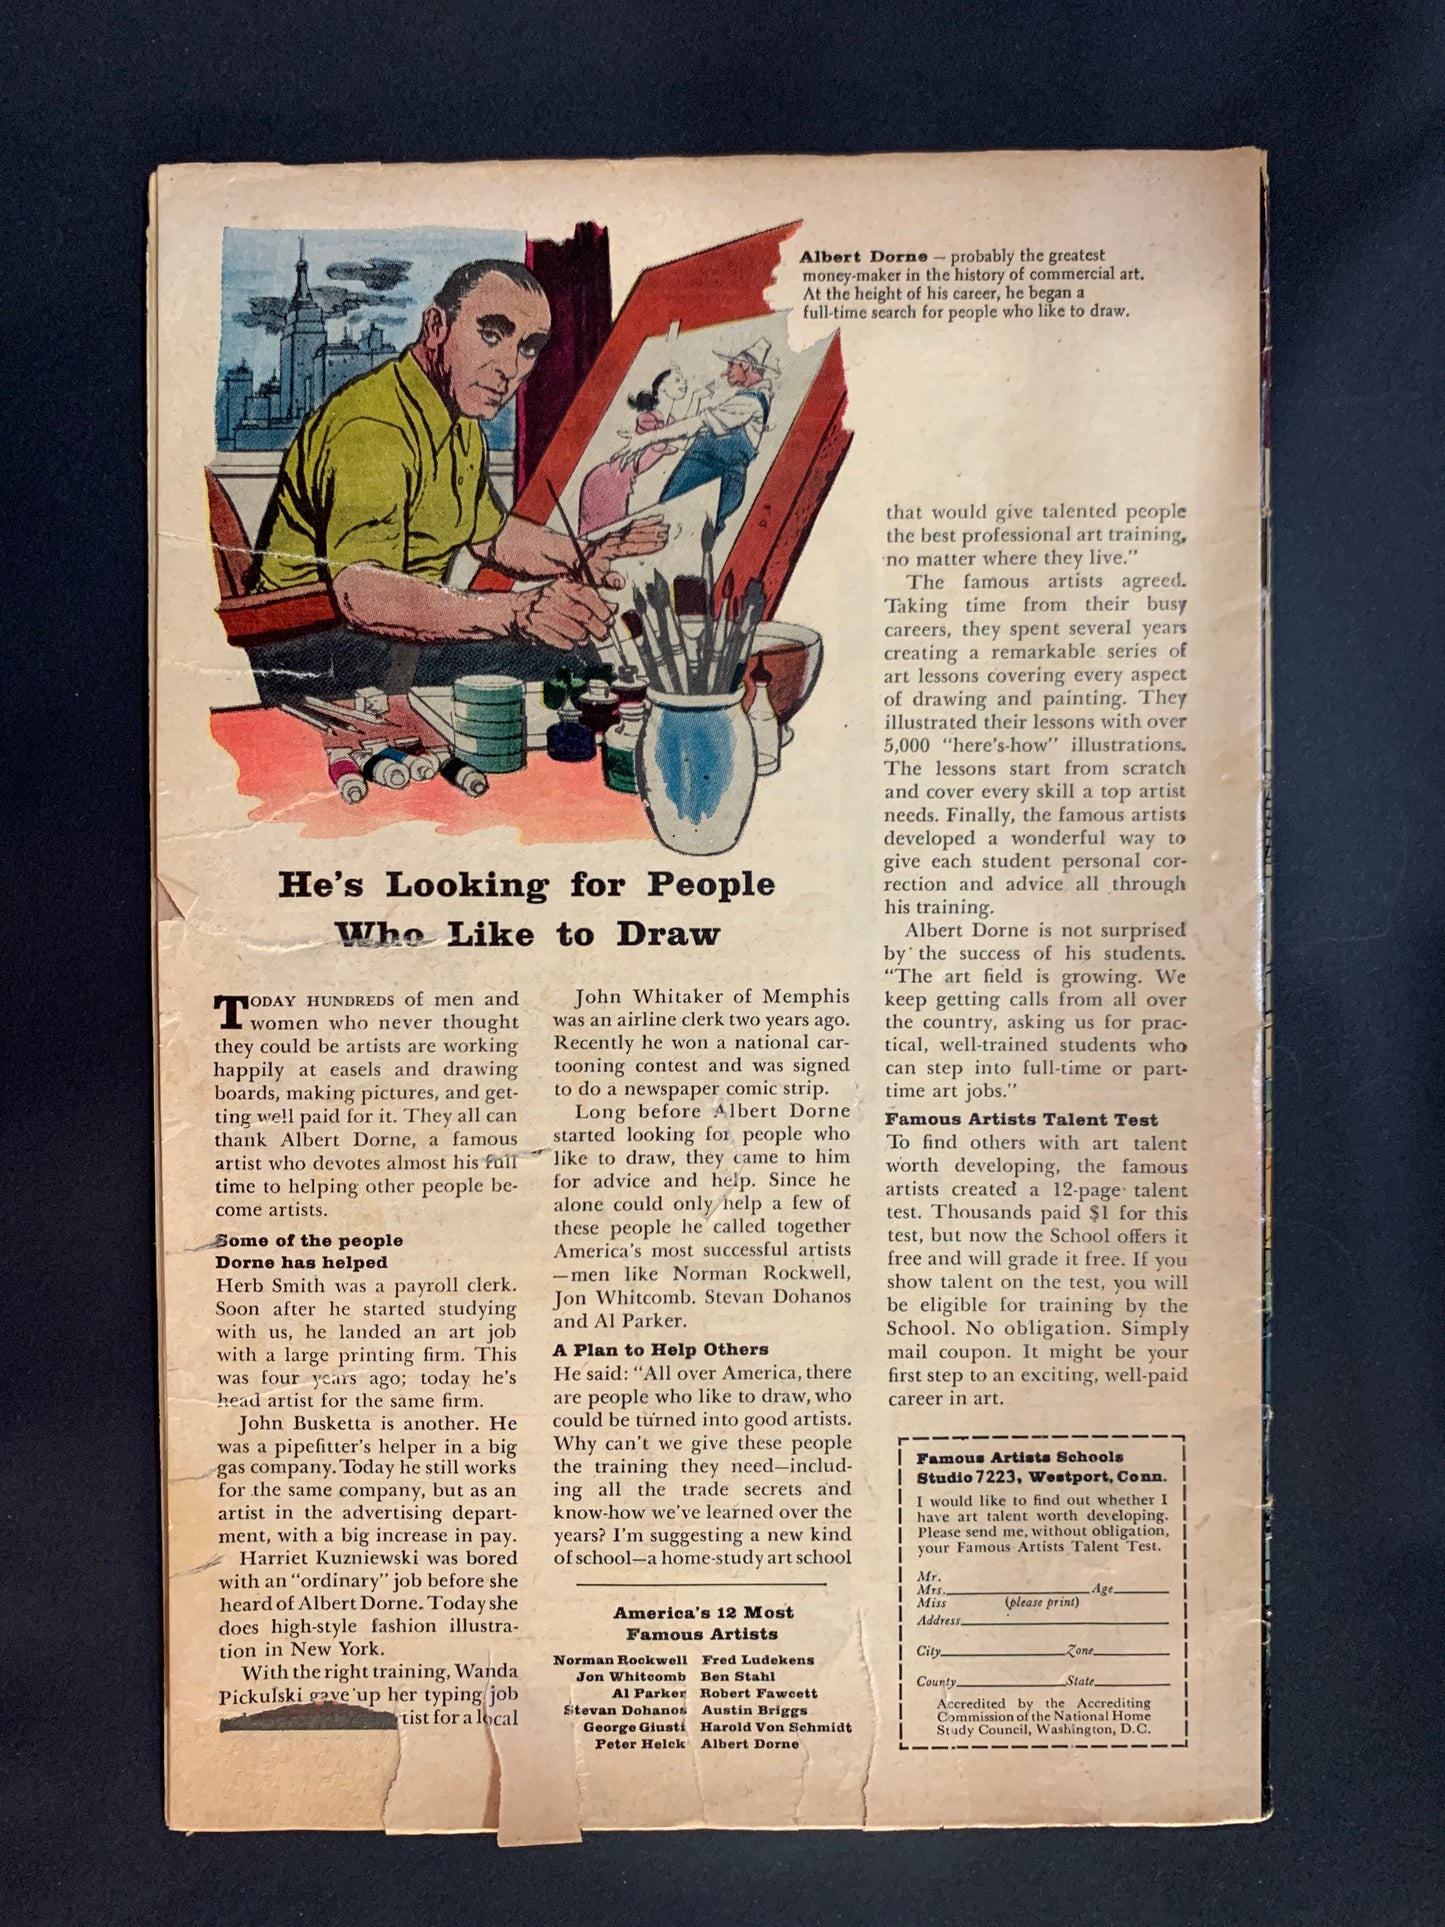 Albert Dorne — probably the greatest
money-maker in the history of commercial art.
At the height of his career, he began a
full-time search for people who like to draw.
He's Looking for People
Who Like to Draw
TODAY HUNDREDS of men and
women who never thought
they could be artists are working
happily at easels and drawing
boards, making pictures, and get-
ting well paid for it. They all can
thank Albert Dorne, a famous
artist who devotes almost his full
time to helping other people be-
come artists.
Some of the people
Dorne has helped
Herb Smith was a payroll clerk.
Soon after he started studying
with us, he landed an art job
with a large printing firm. This
was four years ago; today he's
head artist for the same firm.
John Busketta is another. He
was a pipefitter's helper in a big
gas company. Today he still works
for the same company, but as an
artist in the advertising depart-
ment, with a big increase in pay.
Harriet Kuzniewski was bored
with an "ordinary" job before she
heard of Albert Dorne. Today she
does high-style fashion illustra-
tion in New York.
With the right training, Wanda
Pickulski gave up her typing job
tist for a local
John Whitaker of Memphis
was an airline clerk two years ago.
Recently he won a national car-
tooning contest and was signed
to do a newspaper comic strip.
Long before Albert Dorne
started looking for people who
like to draw, they came to him
for advice and help. Since he
alone could only help a few of
these people he called together
America's most successful artists
—men like Norman Rockwell,
Jon Whitcomb. Stevan Dohanos
and Al Parker.
A Plan to Help Others
He said: "All over America, there
are people who like to draw, who
could be turned into good artists.
Why can't we give these people
the training they need—includ-
ing all the trade secrets and
know-how we've learned over the
years? I'm suggesting a new kind
of school—a home-study art school
America's 12 Most
Famous Artists
Norman Rockwell Fred Ludekens
Jon Whitcomb Ben Stahl
Al Parker Robert Fawcett
Stevan Dohanos Austin Briggs
George Giusti Harold Von Schmidt
Peter Helck Albert Dorne
that would give talented people
the best professional art training,
no matter where they live."
The famous artists agreed.
Taking time from their busy
careers, they spent several years
creating a remarkable series of
art lessons covering every aspect
of drawing and painting. They
illustrated their lessons with over
5,000 "here's-how" illustrations.
The lessons start from scratch
and cover every skill a top artist
needs. Finally, the famous artists
developed a wonderful way to
give each student personal cor-
rection and advice all through
his training.
Albert Dorne is not surprised
by the success of his students.
"The art field is growing. We
keep getting calls from all over
the country, asking us for prac-
tical, well-trained students who
can step into full-time or part-
time art jobs."
Famous Artists Talent Test
To find others with art talent
worth developing, the famous
artists created a 12-page talent
test. Thousands paid $1 for this
test, but now the School offers it
free and will grade it free. If you
show talent on the test, you will
be eligible for training by the
School. No obligation. Simply
mail coupon. It might be your
first step to an exciting, well-paid
career in art.
Famous Artists Schools
Studio 7223, Westport, Conn.
I would like to find out whether I
have art talent worth developing.
Please send me, without obligation,
your Famous Artists Talent Test.
Mr.
Mrs. Age
Miss (please print)
Address
City Zone
County State
Accredited by the Accrediting
Commission of the National Home
Study Council, Washington, D.C.